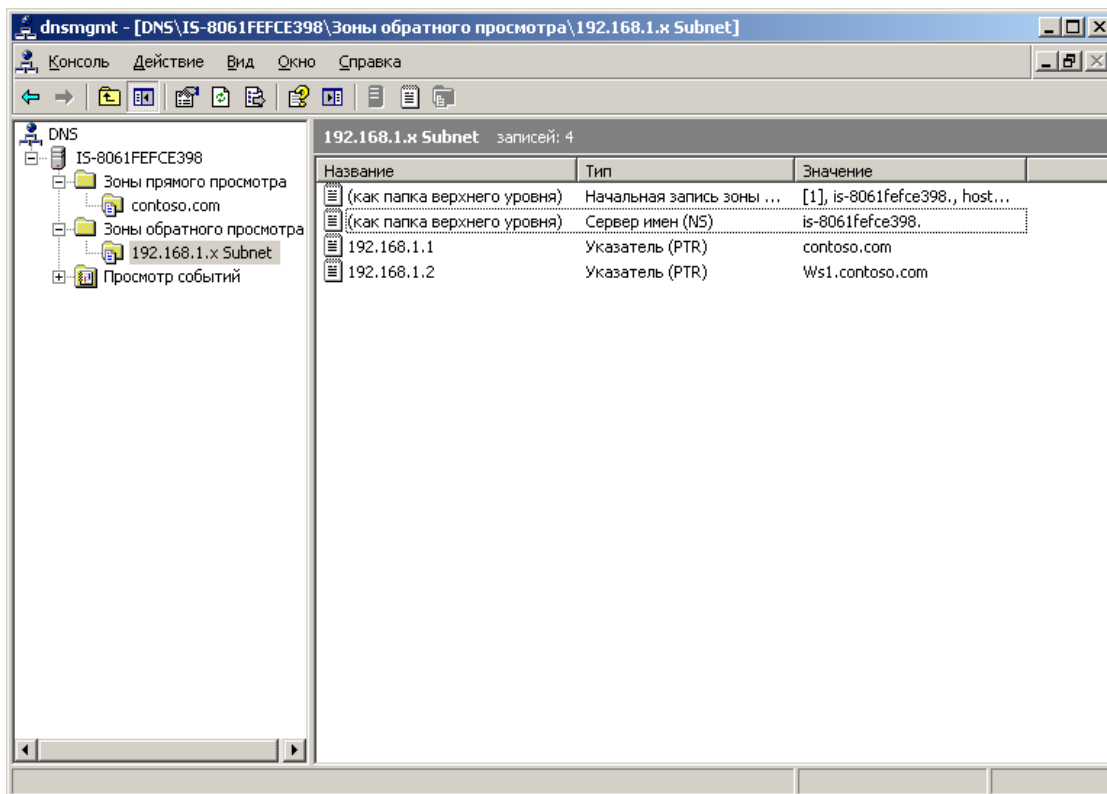 dnsmgmt - [DNS\IS-8061FEFCE398\Зоны обратного просмотра\192.168.1.x Subnet]
Консоль Действие Вид Окно Справка
DNS
IS-8061FEFCE398
Зоны прямого просмотра
contoso.com
Зоны обратного просмотра
192.168.1.x Subnet
Просмотр событий
192.168.1.x Subnet записей: 4
Название Тип Значение
(как папка верхнего уровня) Начальная запись зоны ... [1], is-8061fefce398., host...
(как папка верхнего уровня) Сервер имен (NS) is-8061fefce398.
192.168.1.1 Указатель (PTR) contoso.com
192.168.1.2 Указатель (PTR) Ws1.contoso.com